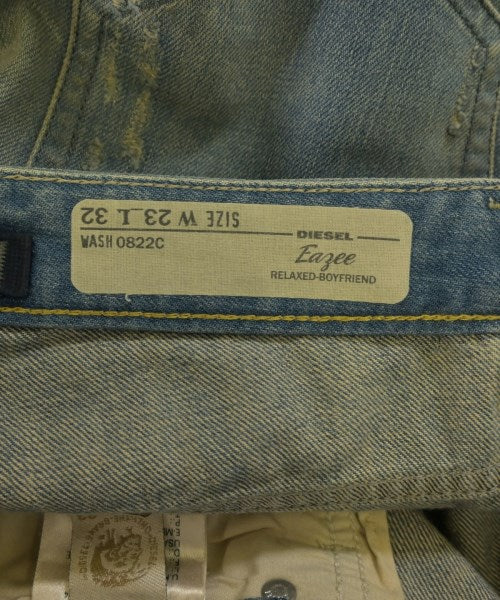 SIZE W 23 L 32
WASH 0822C
DIESEL
Eazee
RELAXED-BOYFRIEND